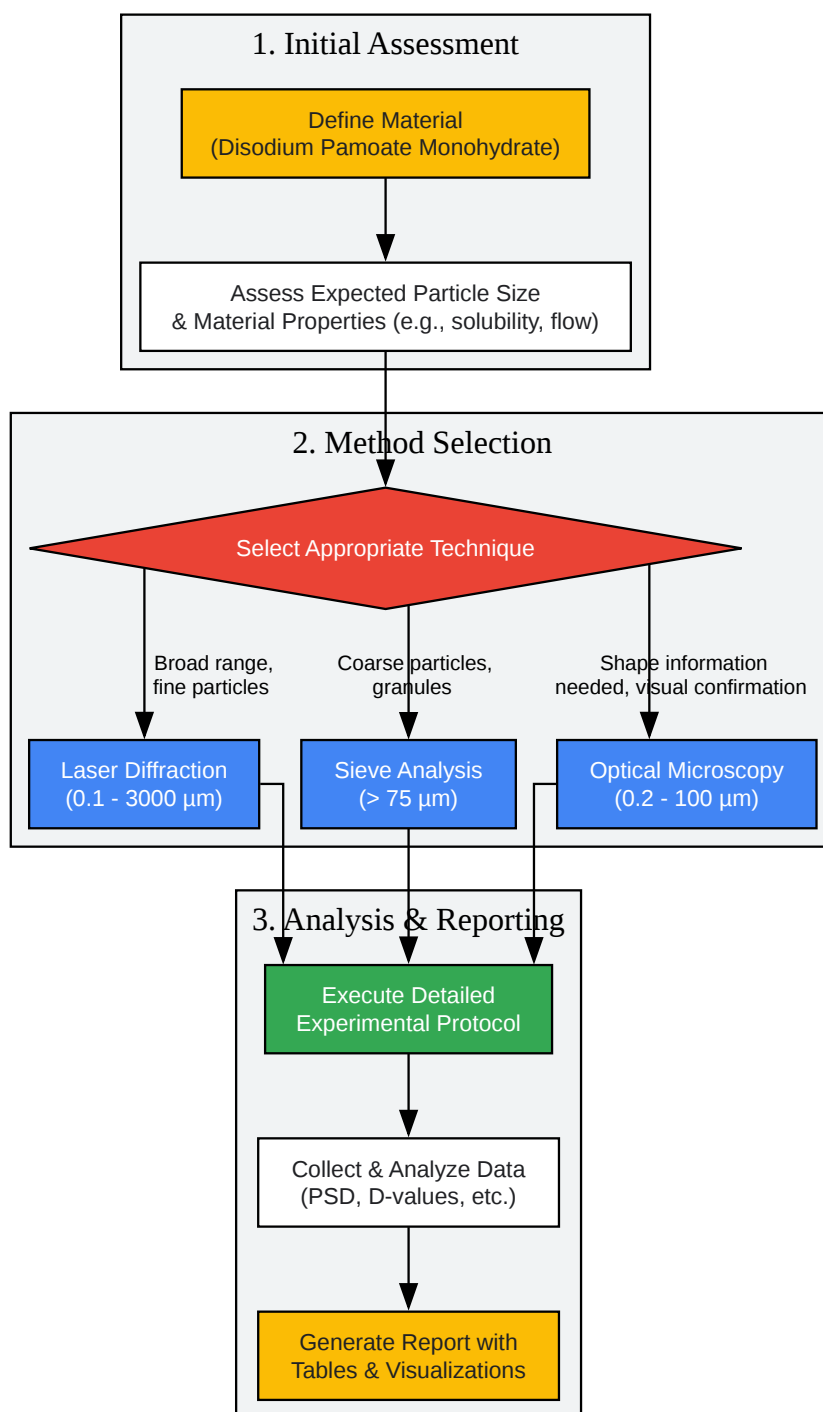 1. Initial Assessment
Define Material
(Disodium Pamoate Monohydrate)
Assess Expected Particle Size
& Material Properties (e.g., solubility, flow)
2. Method Selection
Select Appropriate Technique
Broad range,
fine particles
Coarse particles,
granules
Shape information
needed, visual confirmation
Laser Diffraction
(0.1 - 3000 µm)
Sieve Analysis
(> 75 µm)
Optical Microscopy
(0.2 - 100 µm)
3. Analysis & Reporting
Execute Detailed
Experimental Protocol
Collect & Analyze Data
(PSD, D-values, etc.)
Generate Report with
Tables & Visualizations